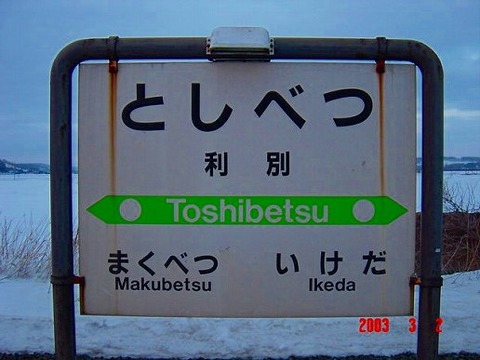 としべつ
利別
Toshibetsu
まくべつ いけだ
Makubetsu Ikeda
2003 3 2